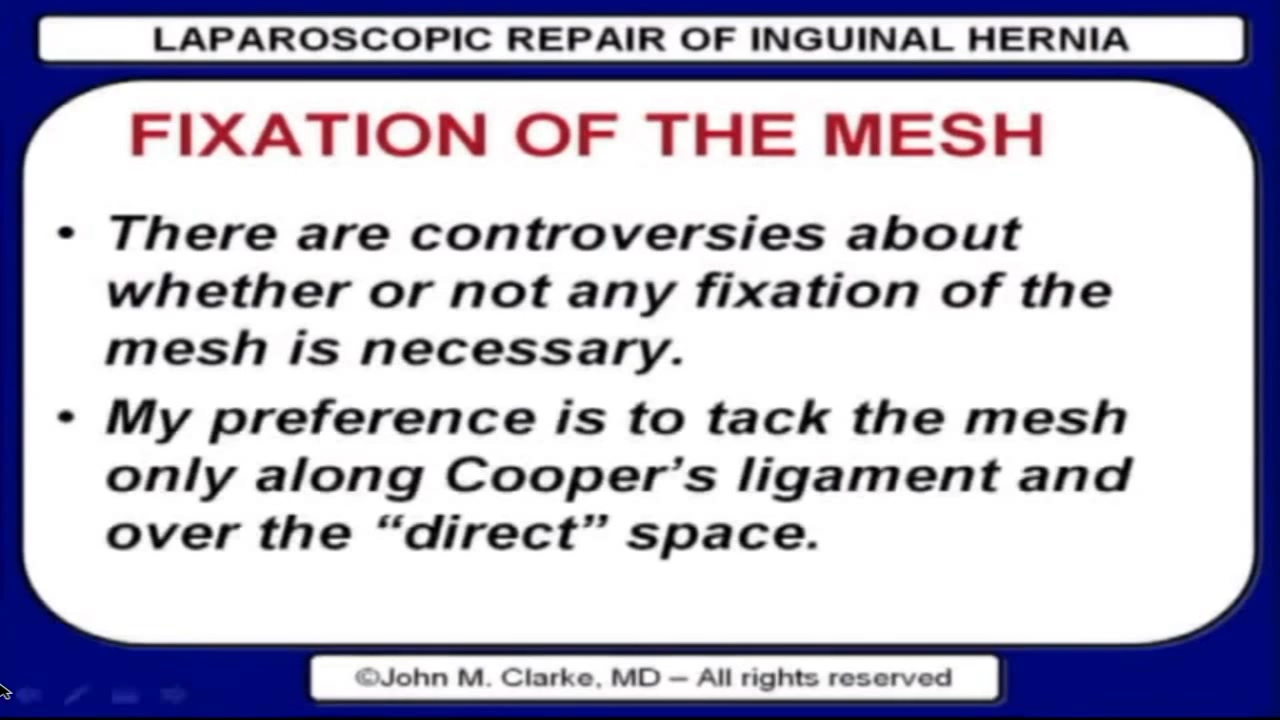 LAPAROSCOPIC REPAIR OF INGUINAL HERNIA
FIXATION OF THE MESH
• There are controversies about
whether or not any fixation of the
mesh is necessary.
• My preference is to tack the mesh
only along Cooper's ligament and
over the “direct” space.
©John M. Clarke, MD – All rights reserved